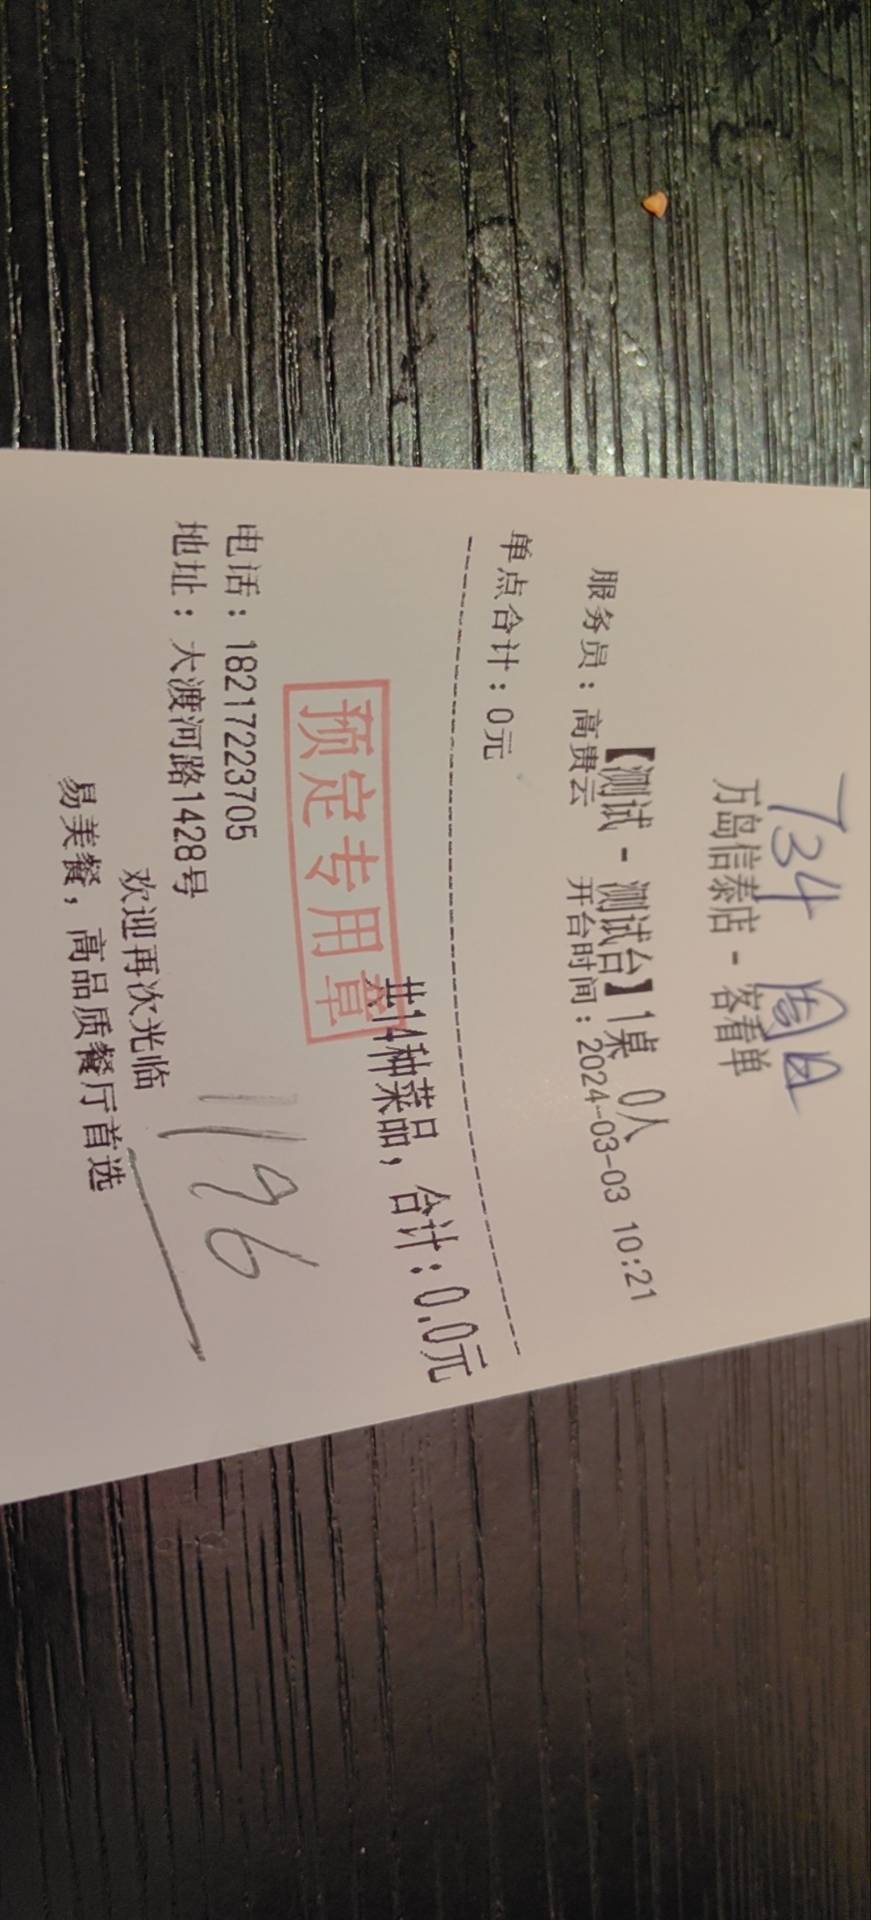 734 周日
万岛信泰店 - 客看单
【测试 - 测试台】1桌 0人
服务员：高贵云 开台时间：2024-03-03 10:21
单点合计：0元
共14种菜品，合计：0.0元
预定专用章
1196
电话：18217223705
地址：大渡河路1428号
欢迎再次光临
易美餐，高品质餐厅首选